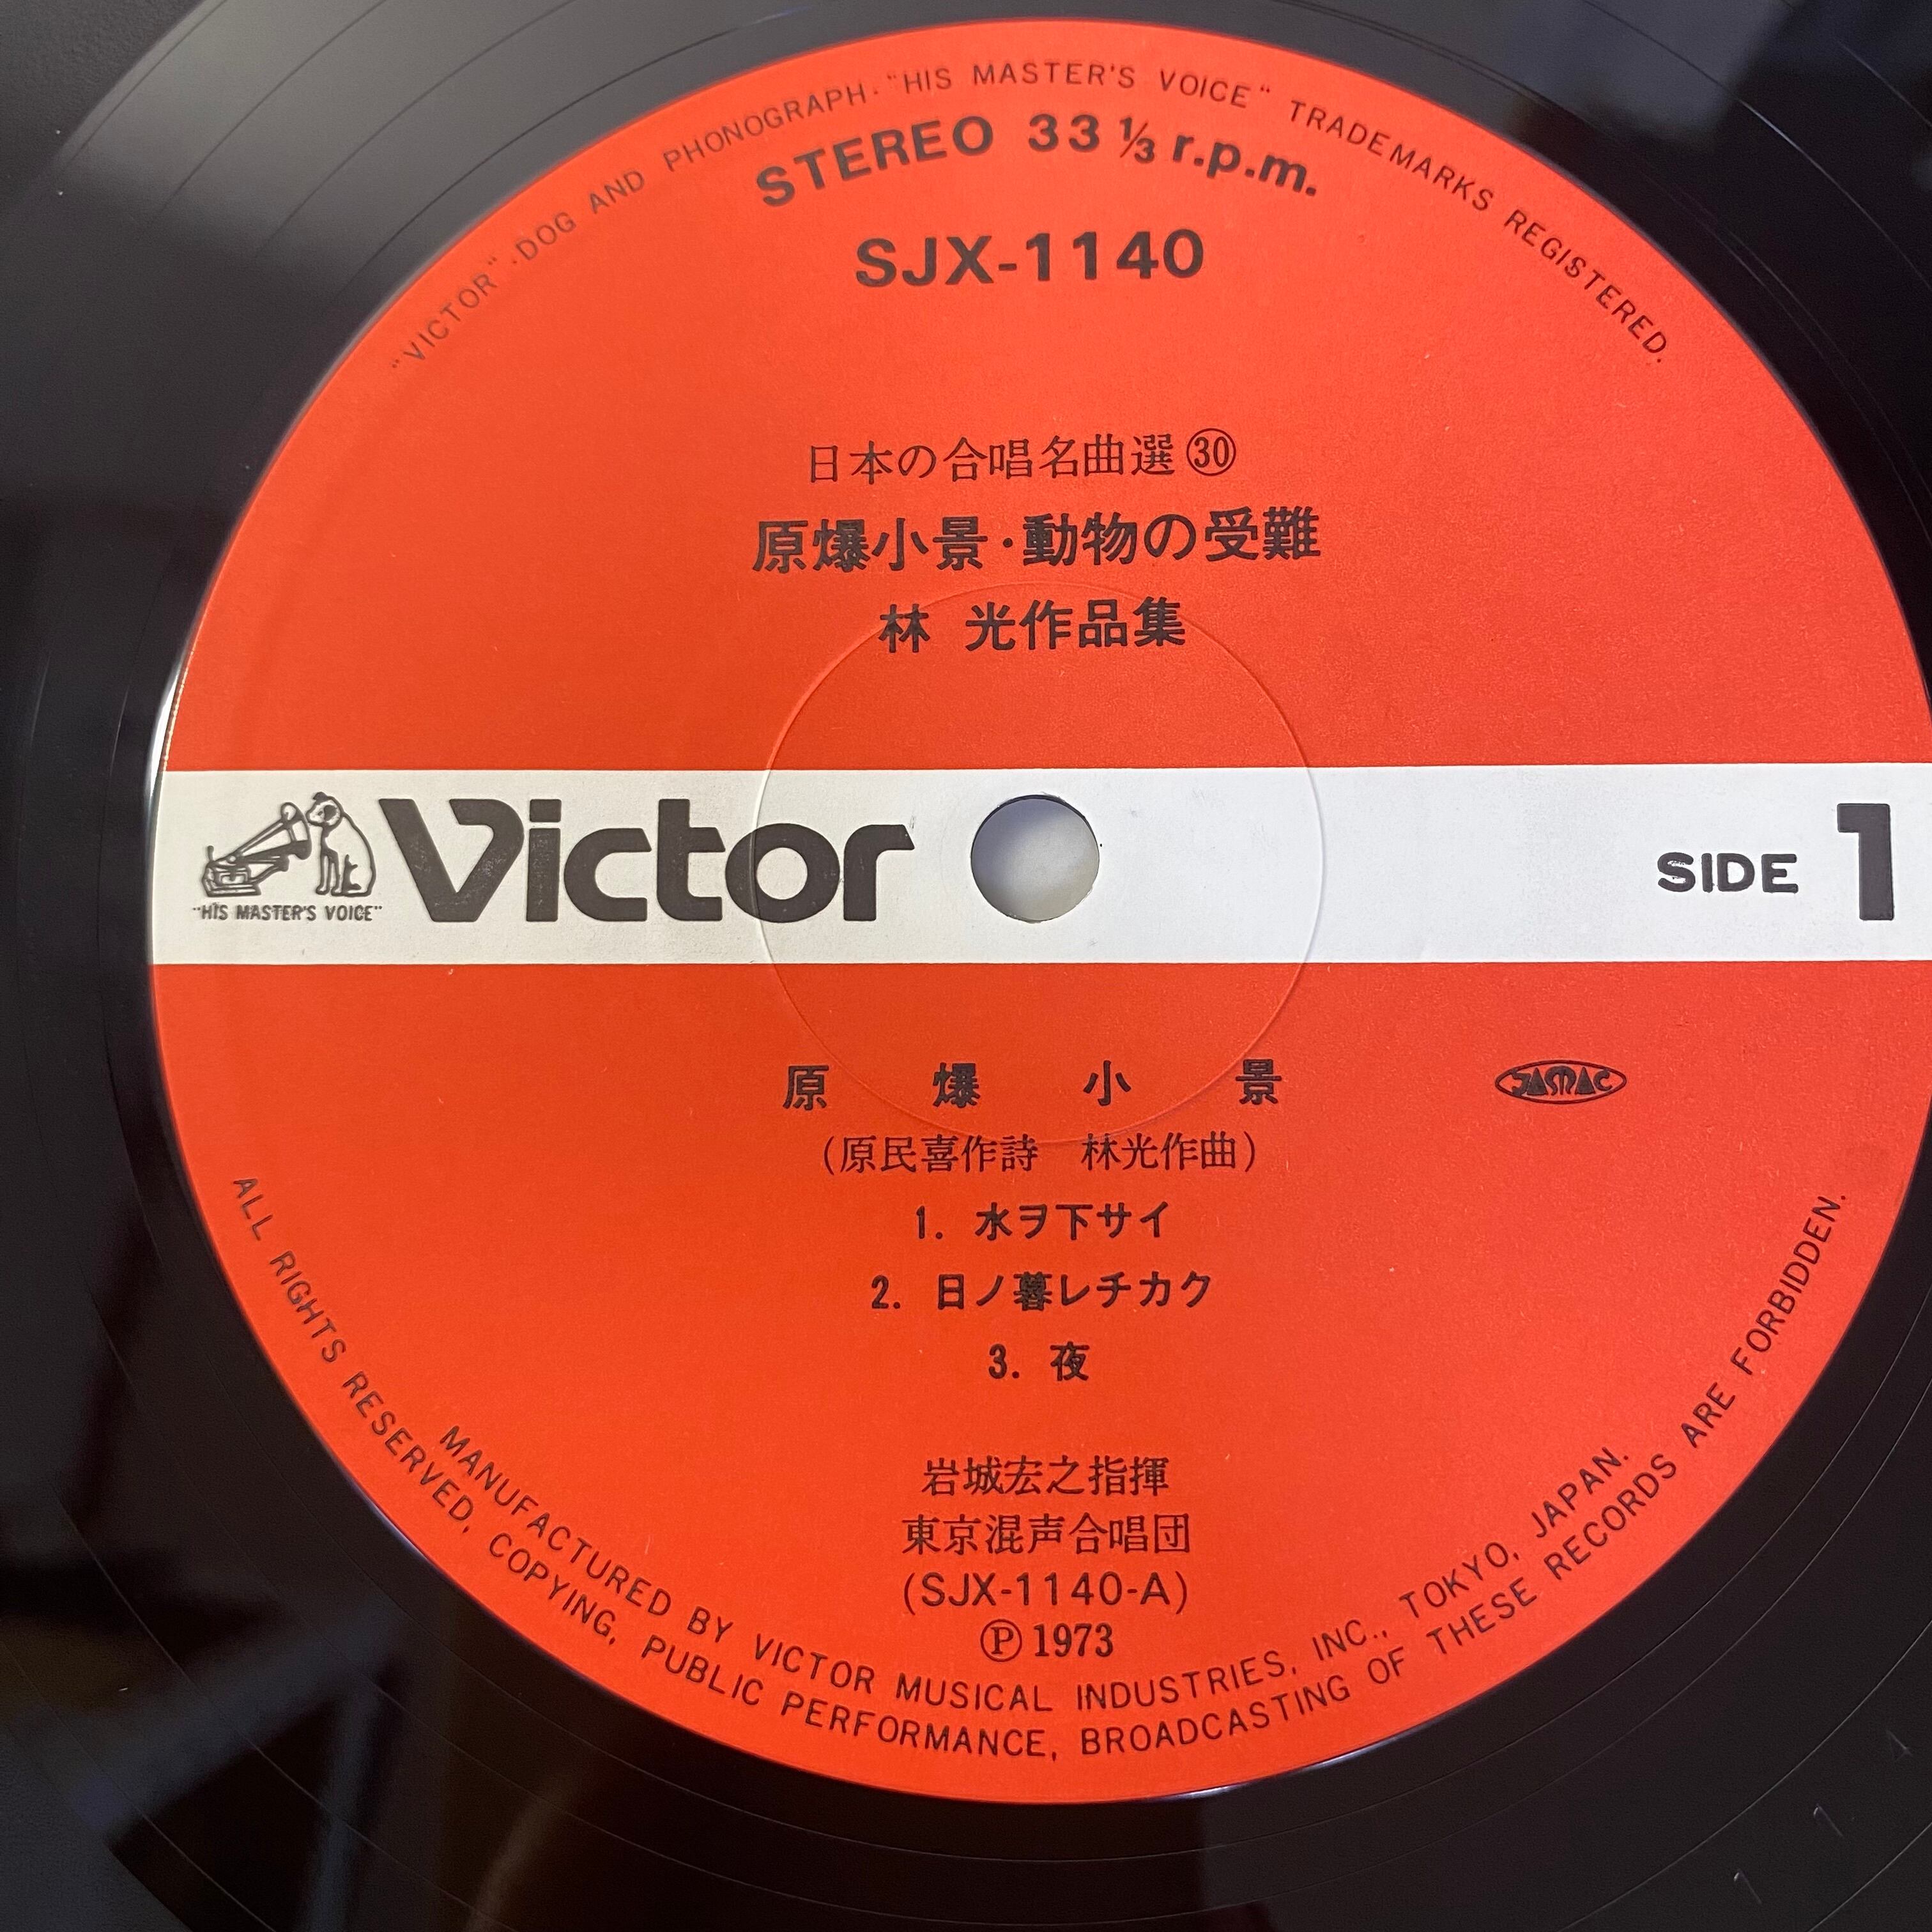 "VICTOR"·DOG AND PHONOGRAPH·"HIS MASTER'S VOICE" TRADEMARKS REGISTERED.
STEREO 33⅓ r.p.m.
SJX-1140
日本の合唱名曲選㉚
原爆小景・動物の受難
林 光作品集
"HIS MASTER'S VOICE"
Victor
SIDE 1
原爆小景
JASRAC
(原民喜作詩 林光作曲)
1. 水ヲ下サイ
2. 日ノ暮レチカク
3. 夜
岩城宏之指揮
東京混声合唱団
(SJX-1140-A)
Ⓟ 1973
MANUFACTURED BY VICTOR MUSICAL INDUSTRIES, INC., TOKYO, JAPAN.
ALL RIGHTS RESERVED, COPYING, PUBLIC PERFORMANCE, BROADCASTING OF THESE RECORDS ARE FORBIDDEN.